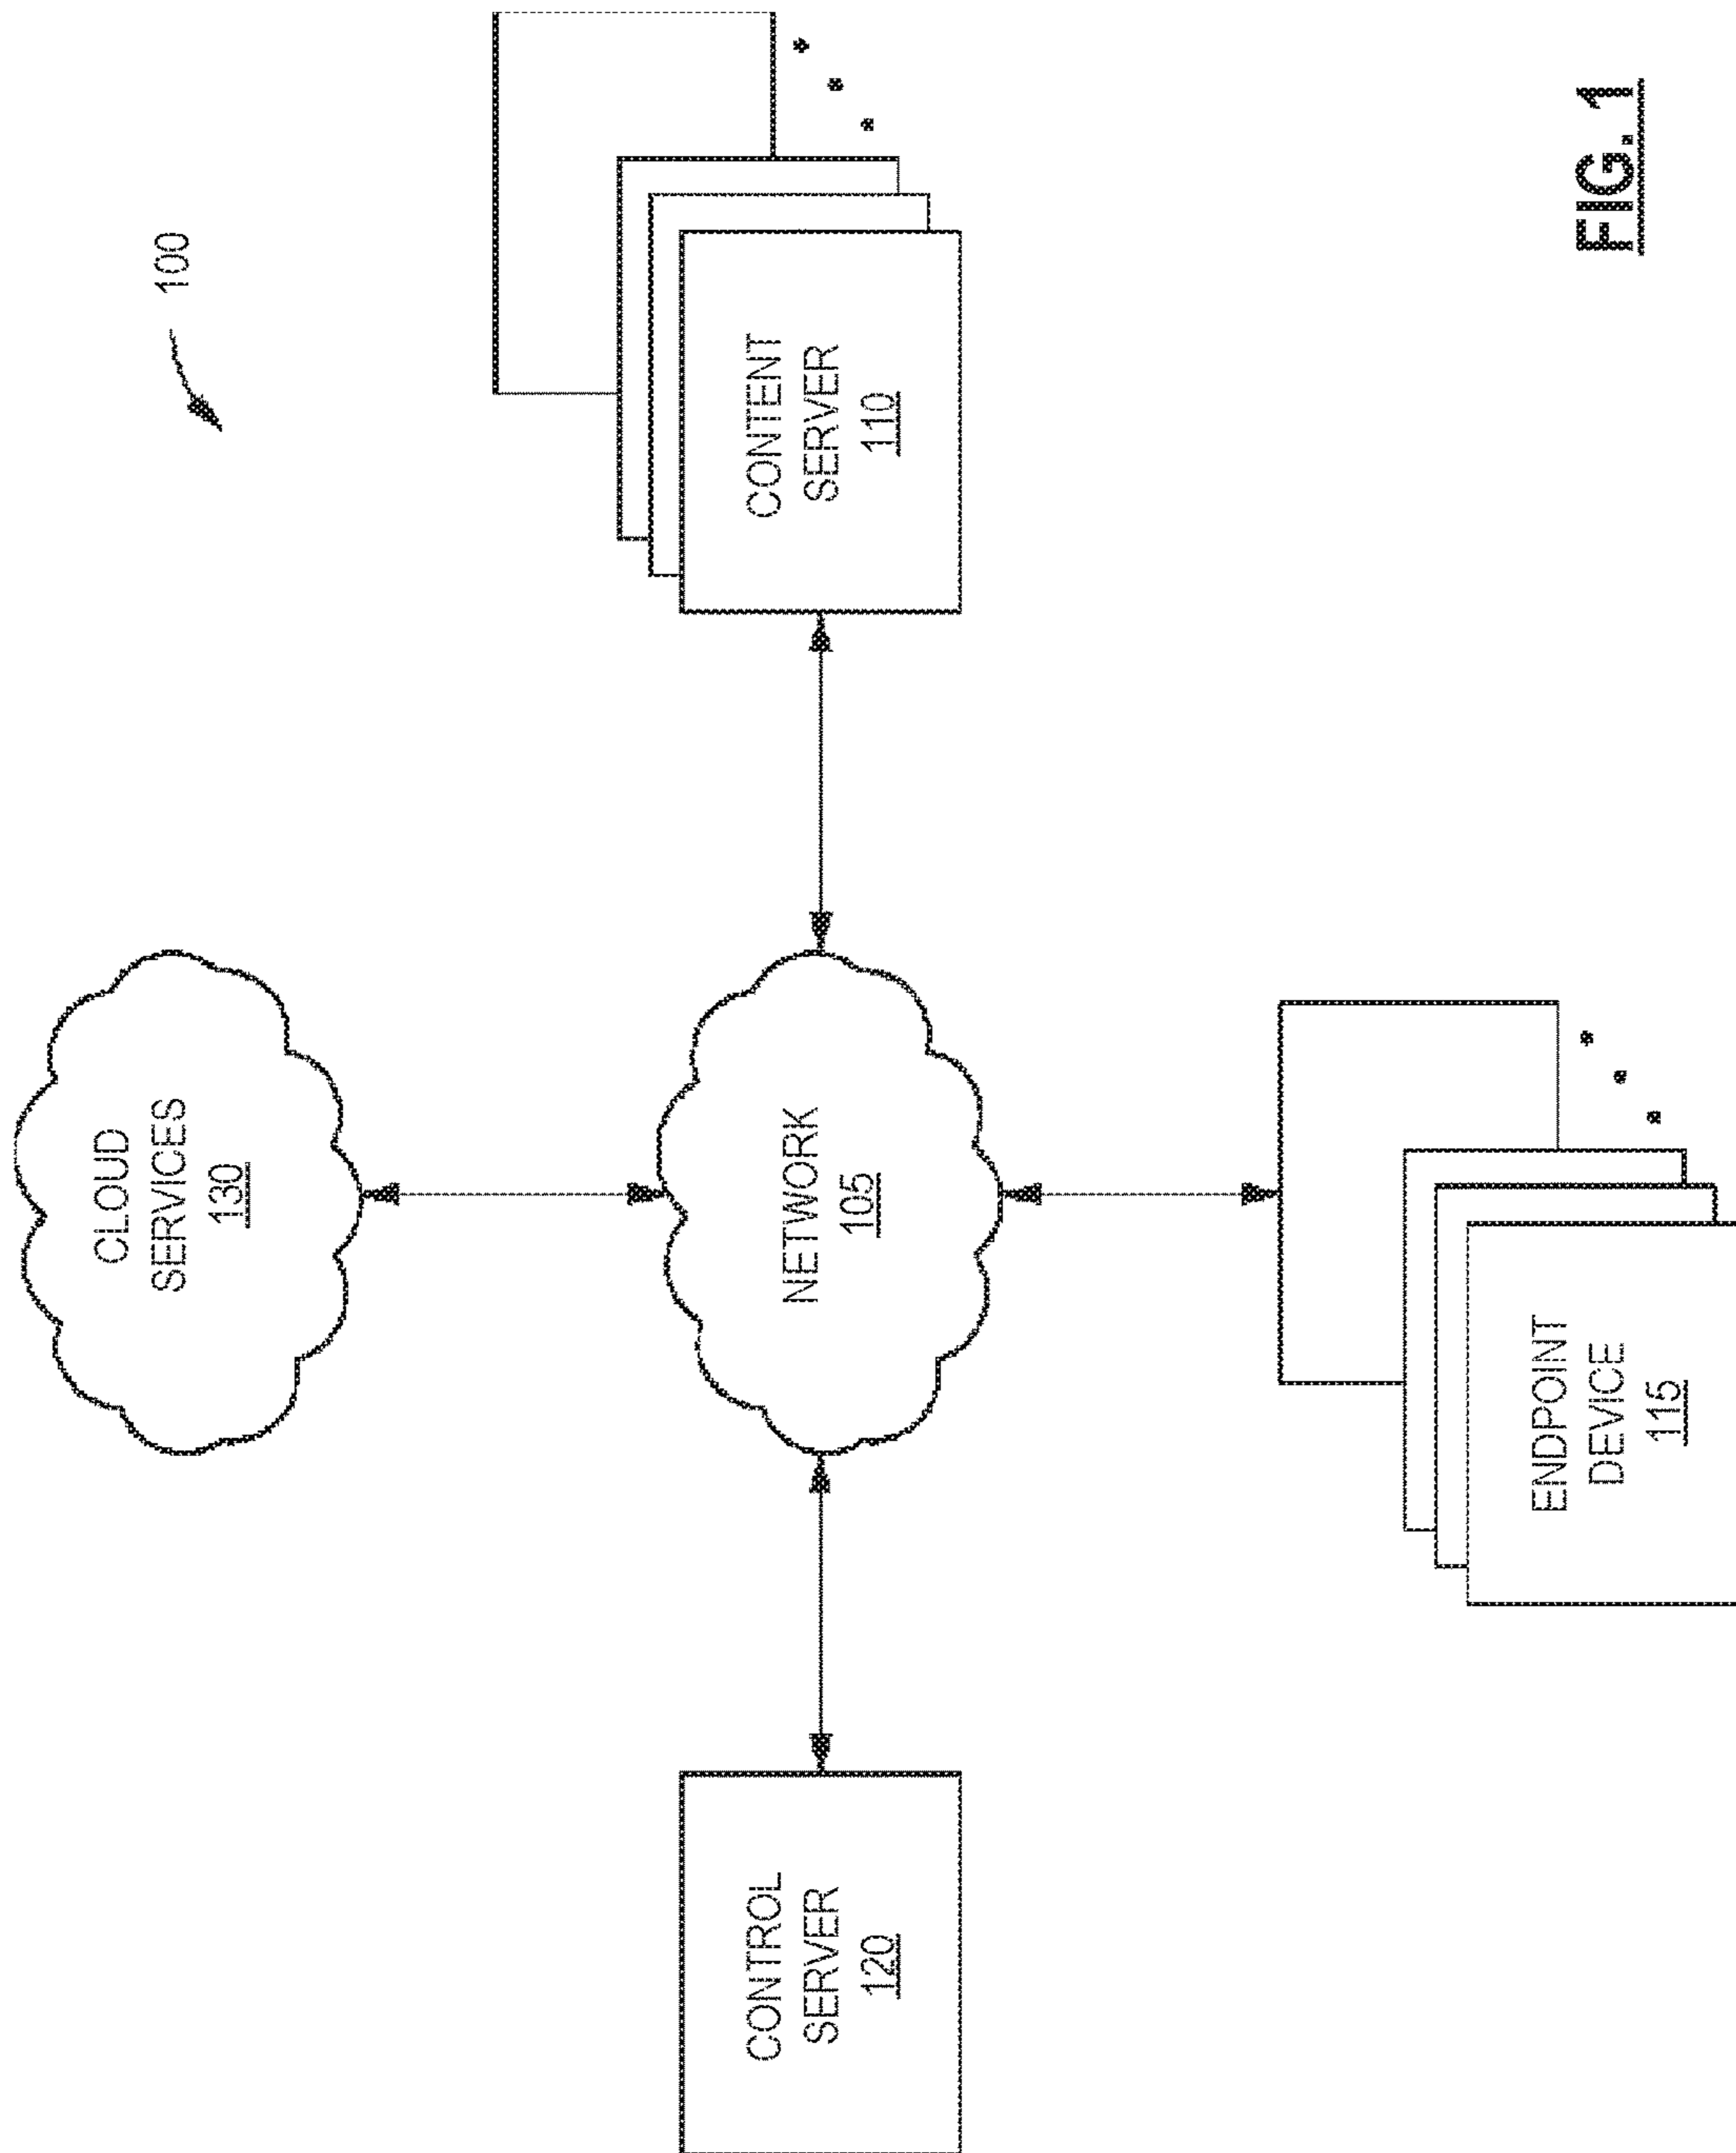 100
CLOUD
SERVICES
130
CONTROL
SERVER
120
NETWORK
105
CONTENT
SERVER
110
ENDPOINT
DEVICE
115
FIG. 1